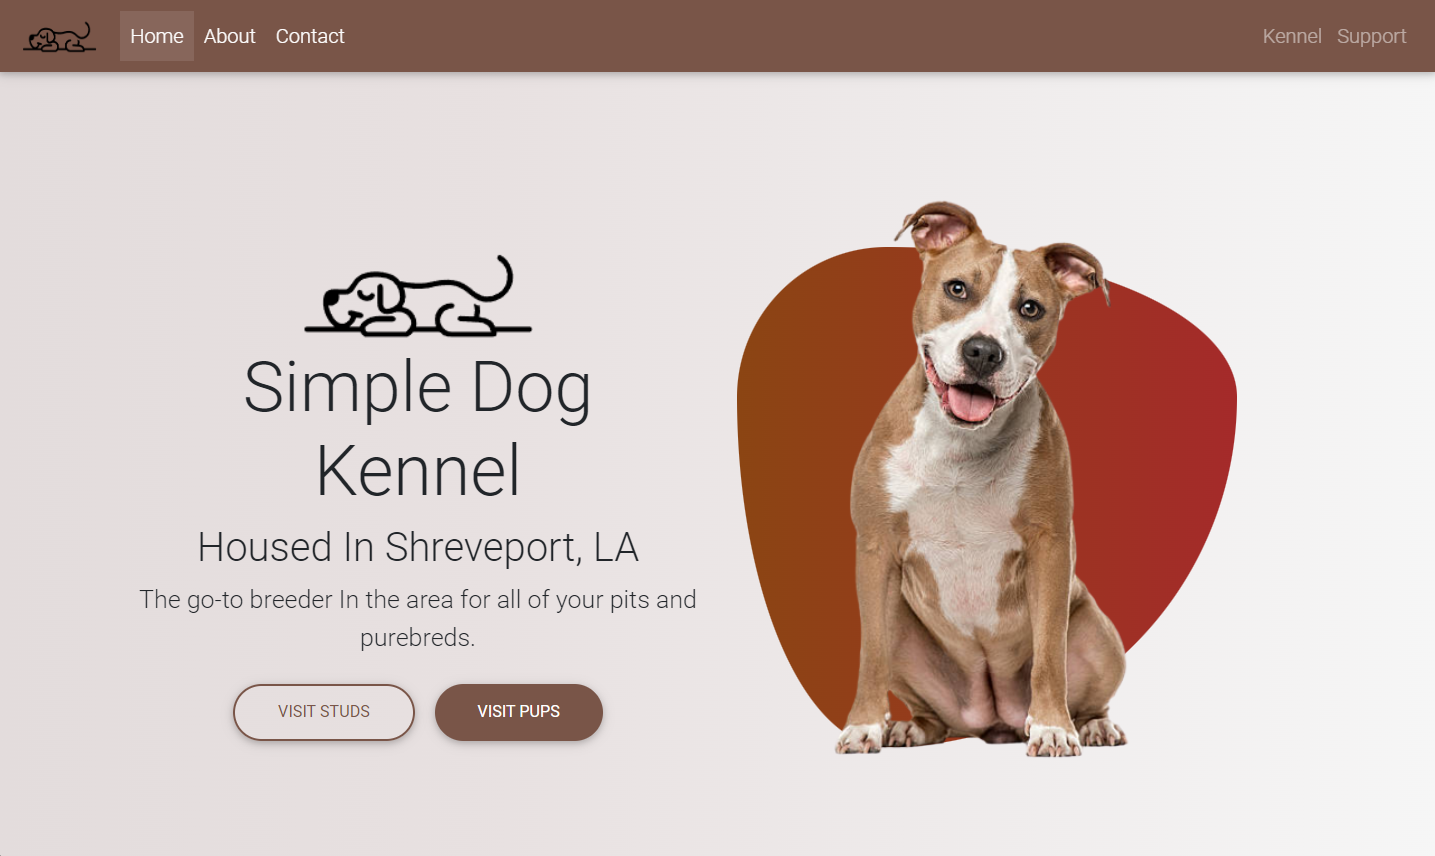 Home About Contact Kennel Support
Simple Dog
Kennel
Housed In Shreveport, LA
The go-to breeder In the area for all of your pits and
purebreds.
VISIT STUDS VISIT PUPS